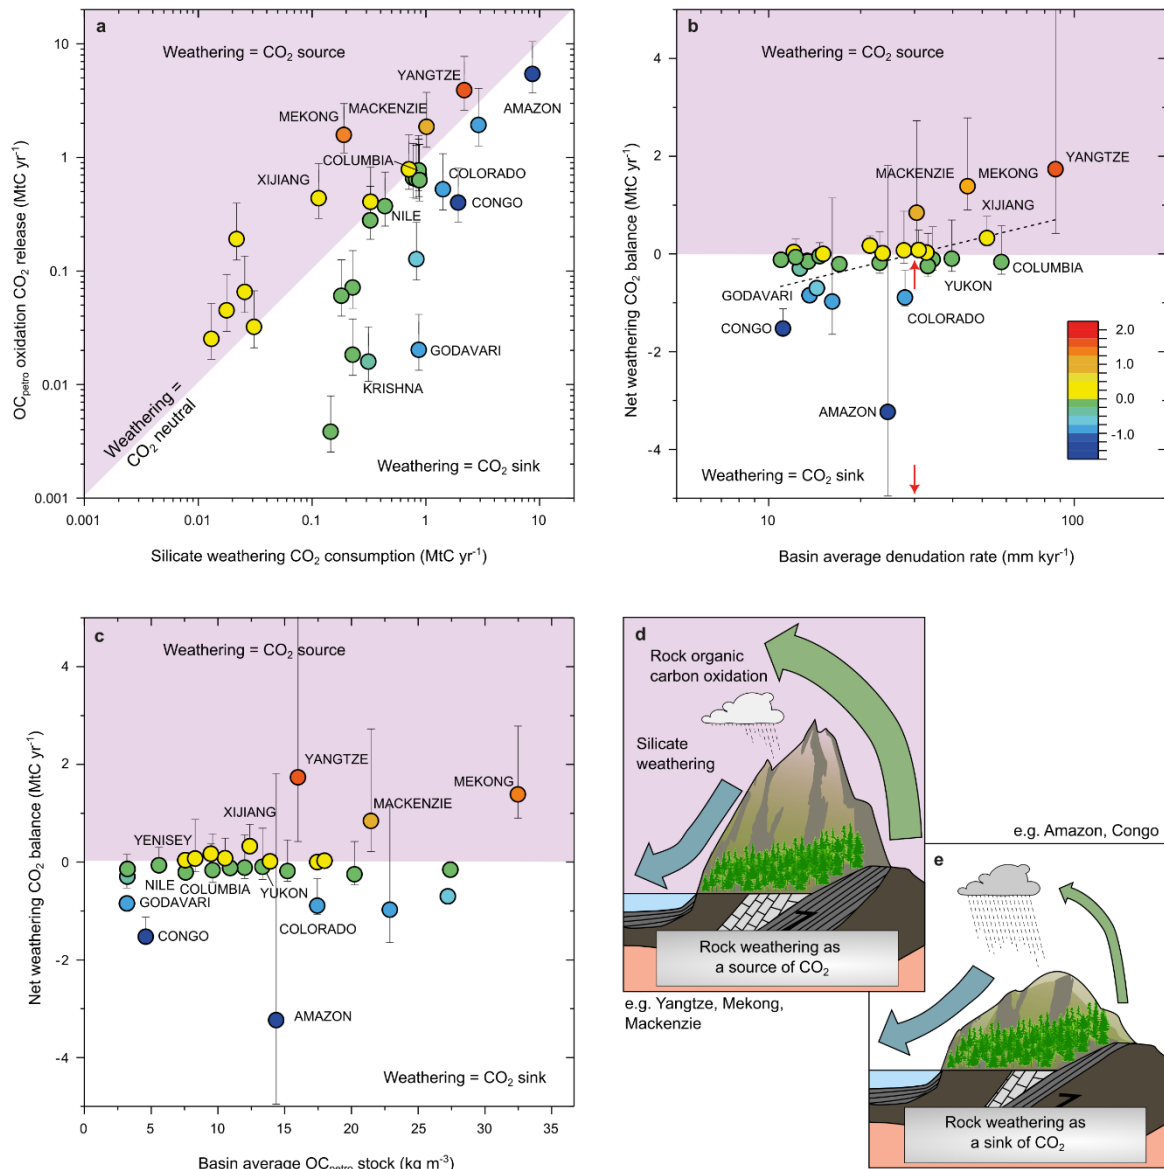 a
Weathering = CO₂ source
10
1
0.1
0.01
0.001
OCpetro oxidation CO₂ release (MtC yr⁻¹)
YANGTZE
AMAZON
MACKENZIE
MEKONG
COLUMBIA
COLORADO
XIJIANG
CONGO
NILE
GODAVARI
KRISHNA
Weathering =
CO₂ neutral
Weathering = CO₂ sink
0.001
0.01
0.1
1
10
Silicate weathering CO₂ consumption (MtC yr⁻¹)
b
Weathering = CO₂ source
4
2
0
-2
-4
Net weathering CO₂ balance (MtC yr⁻¹)
YANGTZE
MACKENZIE
MEKONG
XIJIANG
COLUMBIA
YUKON
GODAVARI
COLORADO
CONGO
AMAZON
2.0
1.0
0.0
-1.0
Weathering = CO₂ sink
10
100
Basin average denudation rate (mm kyr⁻¹)
c
Weathering = CO₂ source
4
2
0
-2
-4
Net weathering CO₂ balance (MtC yr⁻¹)
YANGTZE
MEKONG
MACKENZIE
XIJIANG
YENISEY
NILE
COLUMBIA
YUKON
GODAVARI
COLORADO
CONGO
AMAZON
Weathering = CO₂ sink
0
5
10
15
20
25
30
35
Basin average OCpetro stock (kg m⁻³)
d
Rock organic
carbon oxidation
Silicate
weathering
Rock weathering as
a source of CO₂
e.g. Yangtze, Mekong,
Mackenzie
e.g. Amazon, Congo
e
Rock weathering as
a sink of CO₂